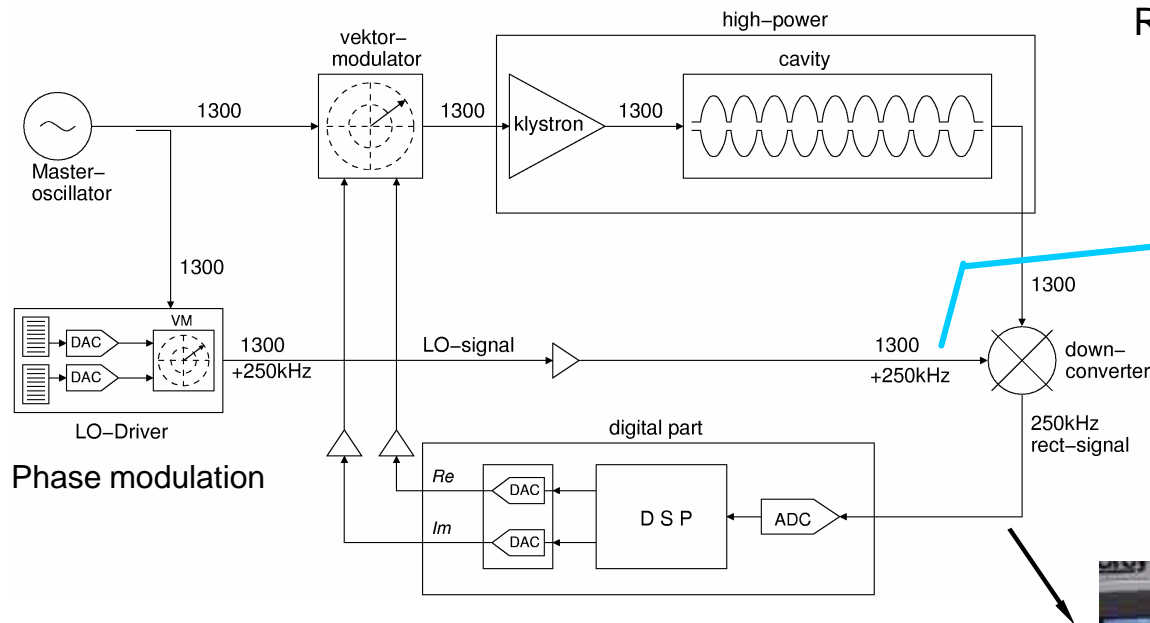 R
high-power
vektor-
modulator
cavity
1300
1300
klystron
1300
Master-
oscillator
1300
1300
VM
DAC
DAC
1300
+250kHz
LO-signal
1300
+250kHz
down-
converter
LO-Driver
digital part
250kHz
rect-signal
Phase modulation
Re
DAC
DSP
ADC
Im
DAC